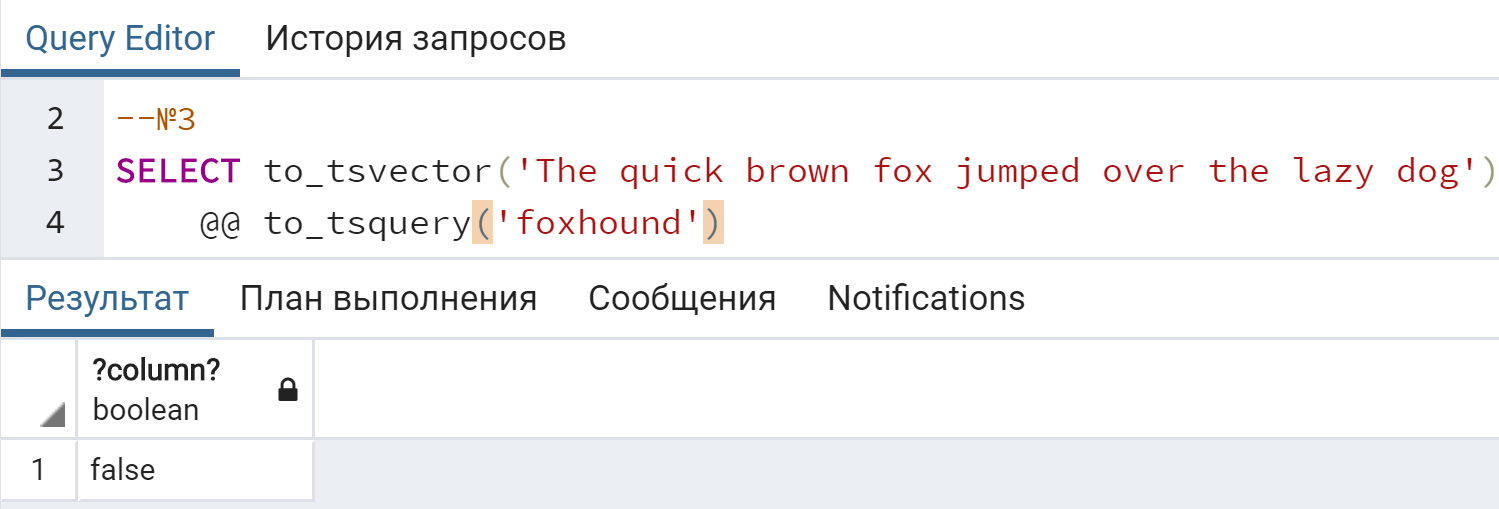 Query Editor История запросов
2 --№3
3 SELECT to_tsvector('The quick brown fox jumped over the lazy dog')
4 @@ to_tsquery('foxhound')
Результат План выполнения Сообщения Notifications
?column?
boolean
1 false